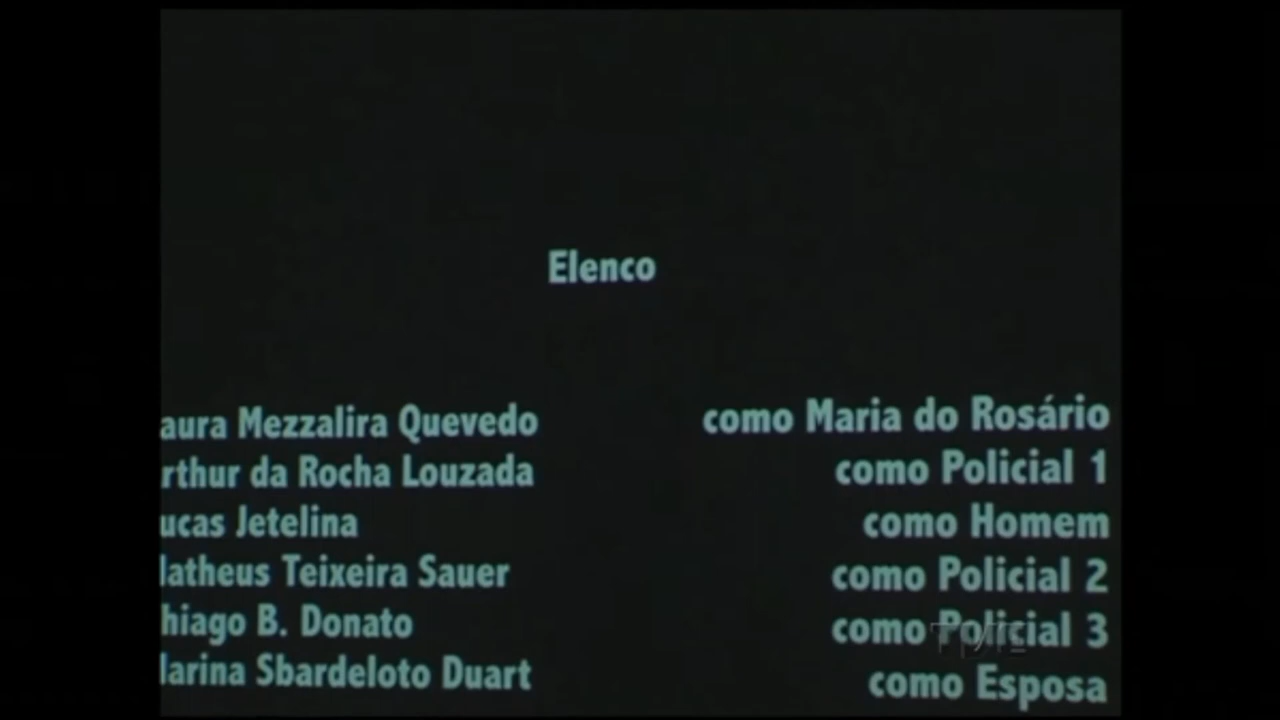 Elenco
aura Mezzalira Quevedo como Maria do Rosário
rthur da Rocha Louzada como Policial 1
ucas Jetelina como Homem
latheus Teixeira Sauer como Policial 2
hiago B. Donato como Policial 3
larina Sbardeloto Duart como Esposa